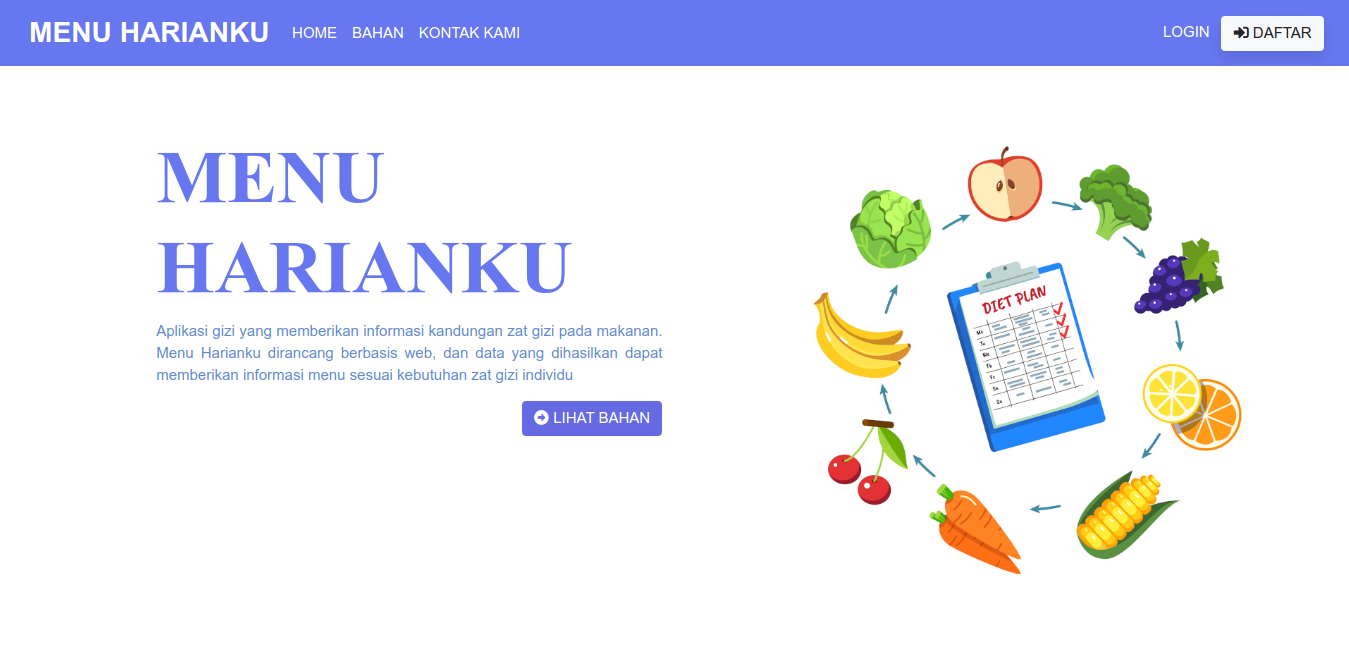 MENU HARIANKU HOME BAHAN KONTAK KAMI LOGIN DAFTAR
MENU
HARIANKU
Aplikasi gizi yang memberikan informasi kandungan zat gizi pada makanan.
Menu Harianku dirancang berbasis web, dan data yang dihasilkan dapat
memberikan informasi menu sesuai kebutuhan zat gizi individu
LIHAT BAHAN
DIET PLAN